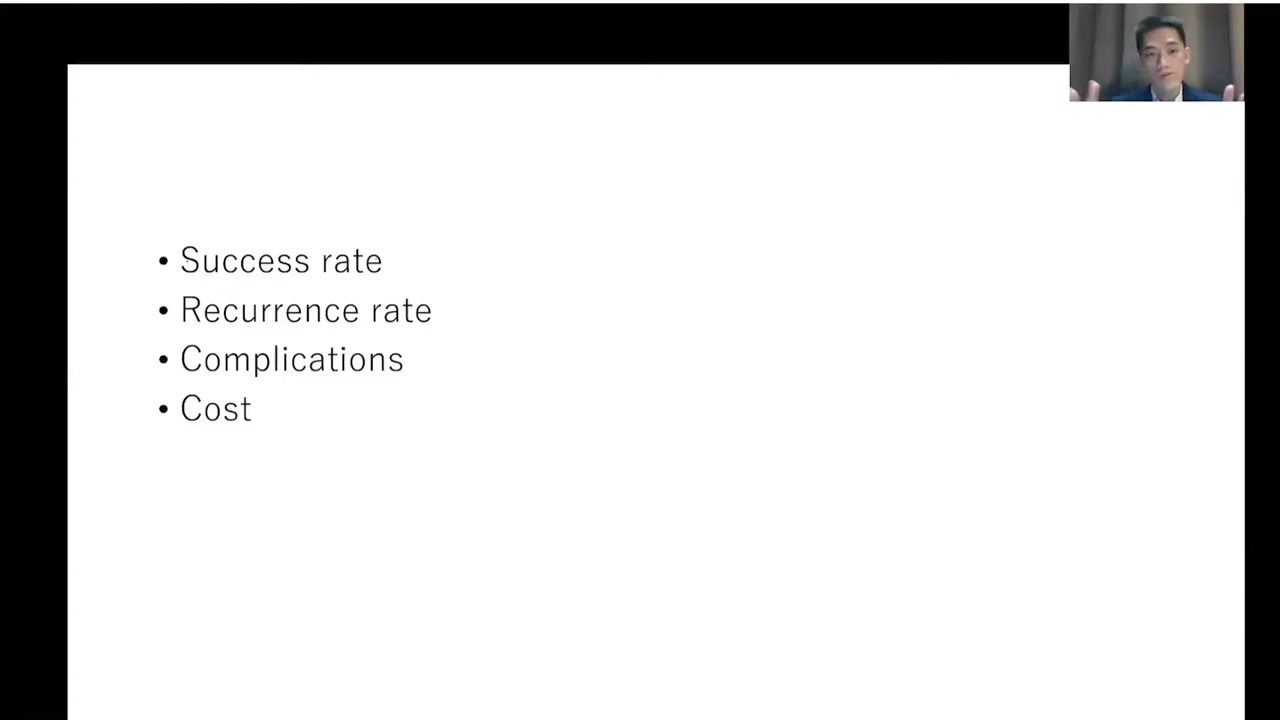 • Success rate
• Recurrence rate
• Complications
• Cost